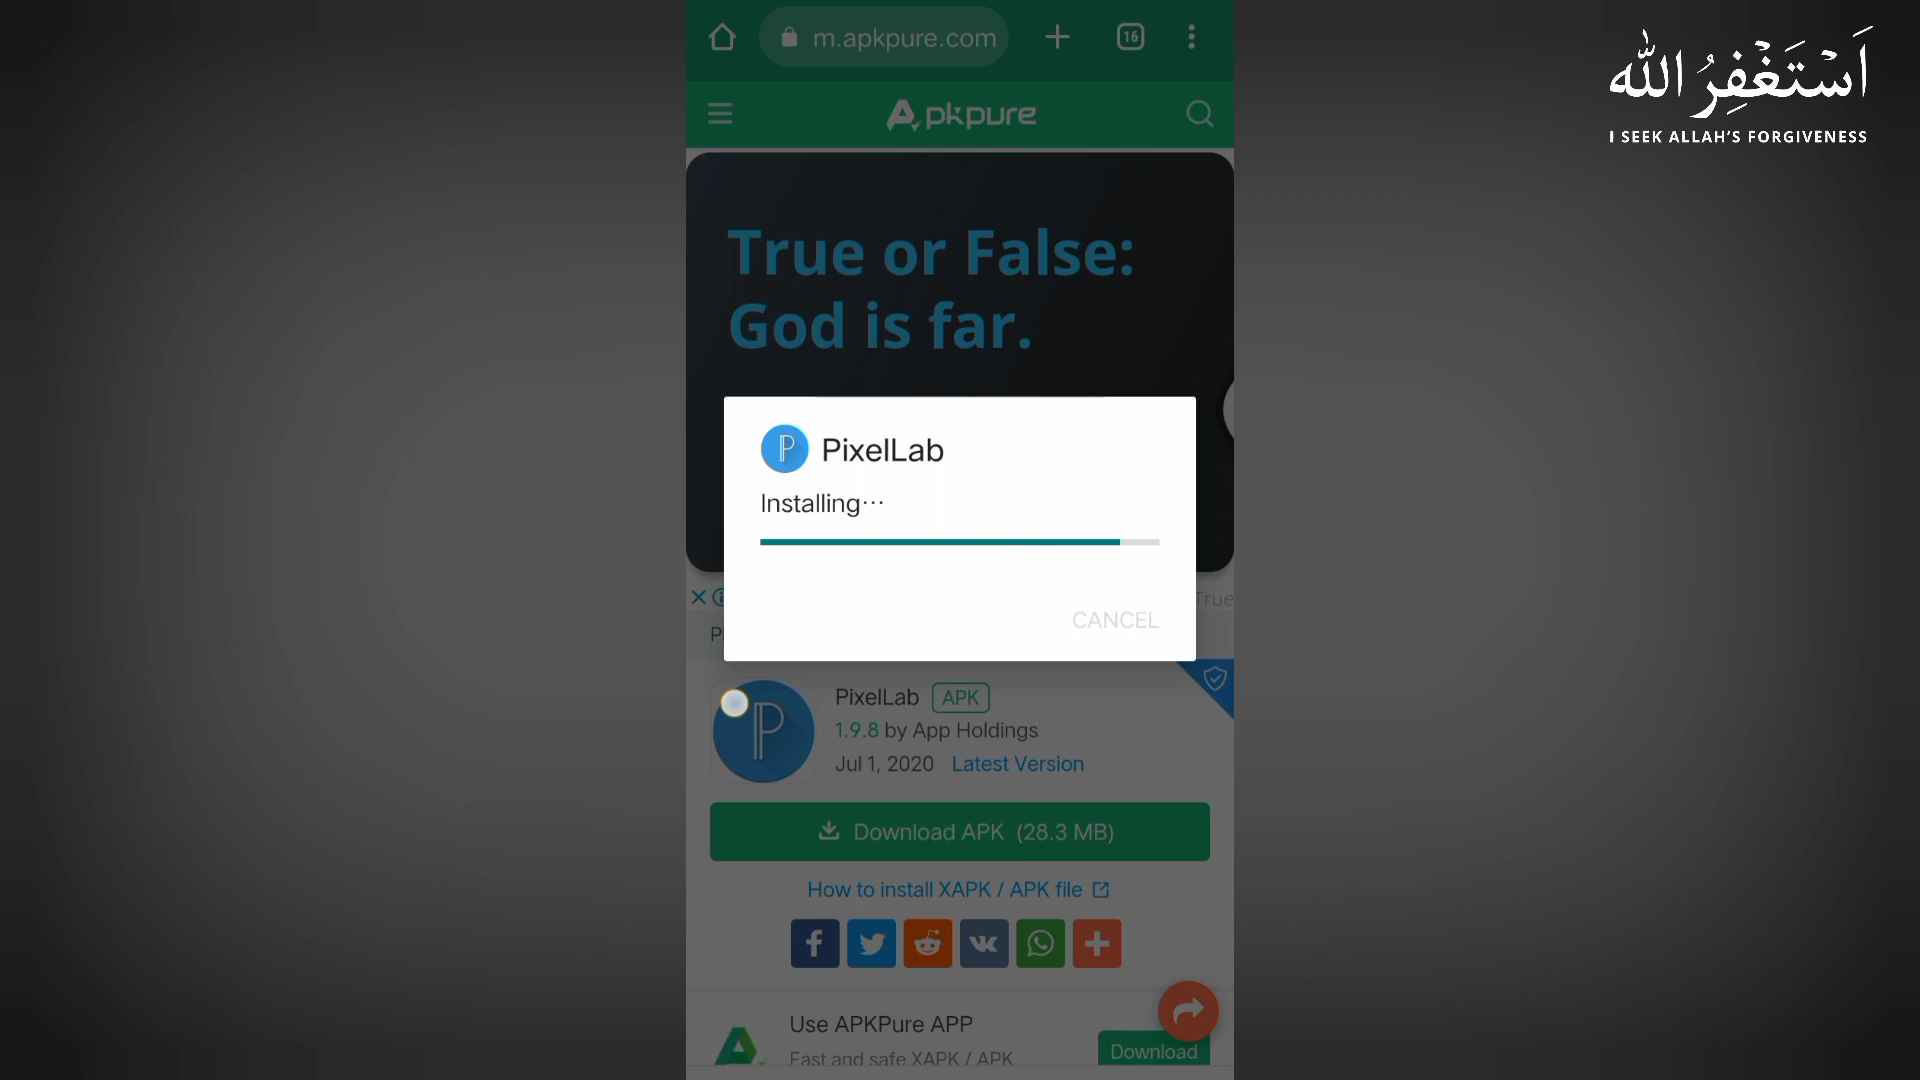 m.apkpure.com
16
Apkpure
أَسْتَغْفِرُ اللّٰه
I SEEK ALLAH'S FORGIVENESS
True or False:
God is far.
PixelLab
Installing...
CANCEL
True
PixelLab APK
1.9.8 by App Holdings
Jul 1, 2020 Latest Version
Download APK (28.3 MB)
How to install XAPK / APK file
Use APKPure APP
Fast and safe XAPK / APK
Download